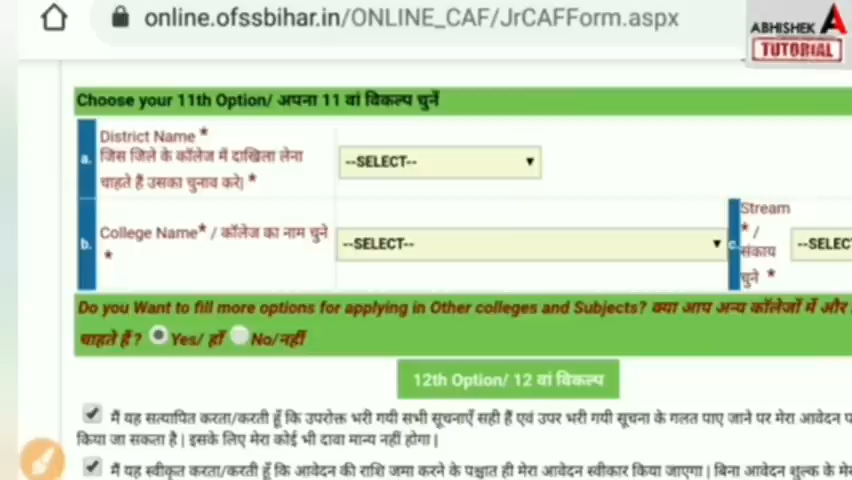 online.ofssbihar.in/ONLINE_CAF/JrCAFForm.aspx
ABHISHEK
TUTORIAL
Choose your 11th Option/ अपना 11 वां विकल्प चुनें
a.
District Name *
जिस जिले के कॉलेज में दाखिला लेना
चाहते हैं उसका चुनाव करे| *
--SELECT--
b.
College Name* / कॉलेज का नाम चुने
*
--SELECT--
c.
Stream
* /
संकाय
चुने *
--SELEC
Do you Want to fill more options for applying in Other colleges and Subjects? क्या आप अन्य कॉलेजों में और
चाहते हैं? Yes/ हाँ No/नहीं
12th Option/ 12 वां विकल्प
मैं यह सत्यापित करता/करती हूँ कि उपरोक्त भरी गयी सभी सूचनाएँ सही हैं एवं उपर भरी गयी सूचना के गलत पाए जाने पर मेरा आवेदन
किया जा सकता है | इसके लिए मेरा कोई भी दावा मान्य नहीं होगा |
मैं यह स्वीकृत करता/करती हूँ कि आवेदन की राशि जमा करने के पश्चात ही मेरा आवेदन स्वीकार किया जाएगा | बिना आवेदन शुल्क के